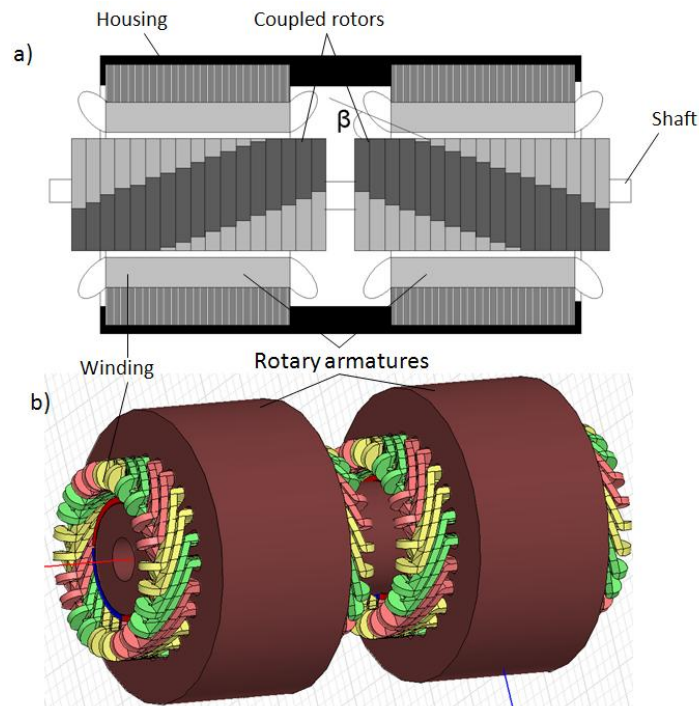 Housing
Coupled rotors
a)
β
Shaft
Winding
Rotary armatures
b)